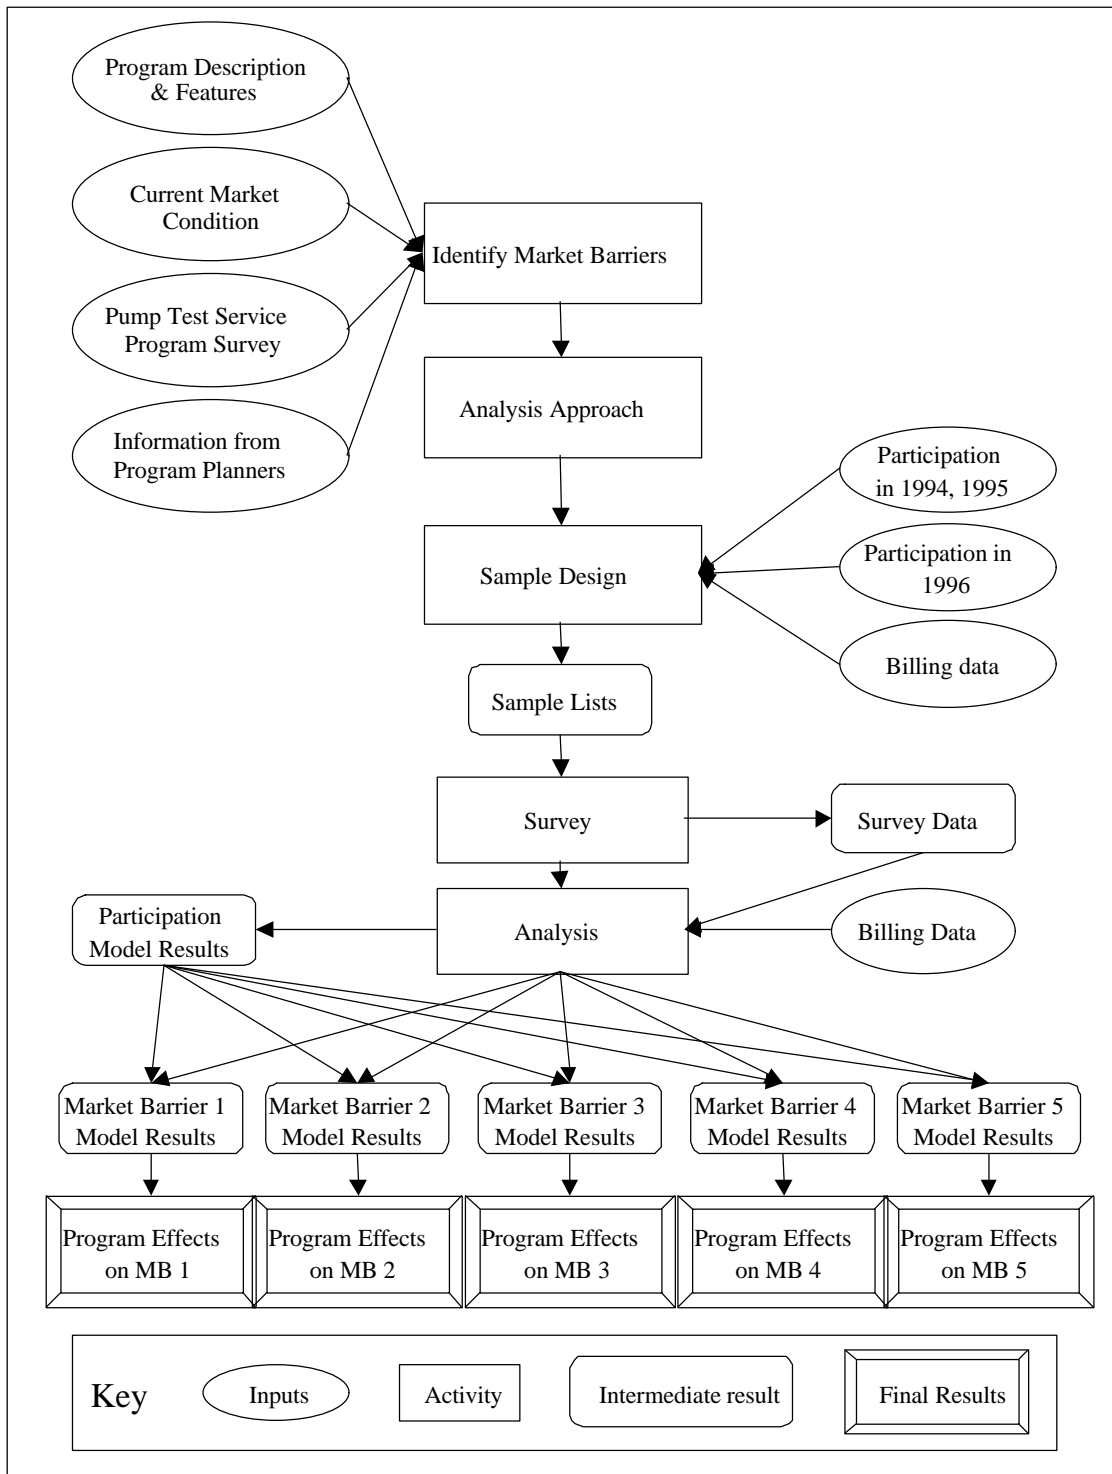 Program Description
& Features
Current Market
Condition
Pump Test Service
Program Survey
Information from
Program Planners
Identify Market Barriers
Analysis Approach
Participation
in 1994, 1995
Sample Design
Participation in
1996
Billing data
Sample Lists
Survey
Survey Data
Participation
Model Results
Analysis
Billing Data
Market Barrier 1
Model Results
Market Barrier 2
Model Results
Market Barrier 3
Model Results
Market Barrier 4
Model Results
Market Barrier 5
Model Results
Program Effects
on MB 1
Program Effects
on MB 2
Program Effects
on MB 3
Program Effects
on MB 4
Program Effects
on MB 5
Key
Inputs
Activity
Intermediate result
Final Results